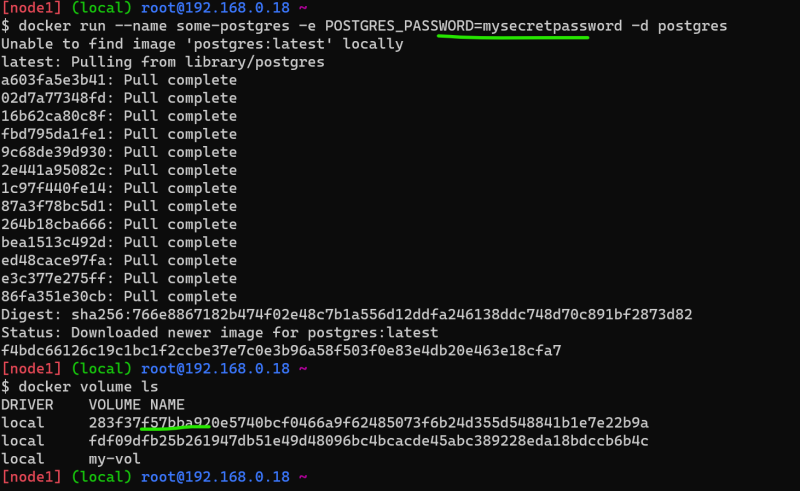 [node1] (local) root@192.168.0.18 ~
$ docker run --name some-postgres -e POSTGRES_PASSWORD=mysecretpassword -d postgres
Unable to find image 'postgres:latest' locally
latest: Pulling from library/postgres
a603fa5e3b41: Pull complete
02d7a77348fd: Pull complete
16b62ca80c8f: Pull complete
fbd795da1fe1: Pull complete
9c68de39d930: Pull complete
2e441a95082c: Pull complete
1c97f440fe14: Pull complete
87a3f78bc5d1: Pull complete
264b18cba666: Pull complete
bea1513c492d: Pull complete
ed48cace97fa: Pull complete
e3c377e275ff: Pull complete
86fa351e30cb: Pull complete
Digest: sha256:766e8867182b474f02e48c7b1a556d12ddfa246138ddc748d70c891bf2873d82
Status: Downloaded newer image for postgres:latest
f4bdc66126c19c1bc1f2ccbe37e7c0e3b96a58f503f0e83e4db20e463e18cfa7
[node1] (local) root@192.168.0.18 ~
$ docker volume ls
DRIVER    VOLUME NAME
local     283f37f57bba920e5740bcf0466a9f62485073f6b24d355d548841b1e7e22b9a
local     fdf09dfb25b261947db51e49d48096bc4bcacde45abc389228eda18bdccb6b4c
local     my-vol
[node1] (local) root@192.168.0.18 ~